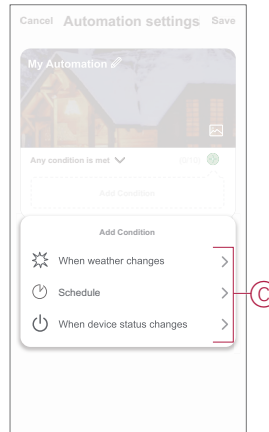 Cancel Automation settings Save
My Automation
Any condition is met
Add Condition
Add Condition
When weather changes
Schedule
When device status changes
C